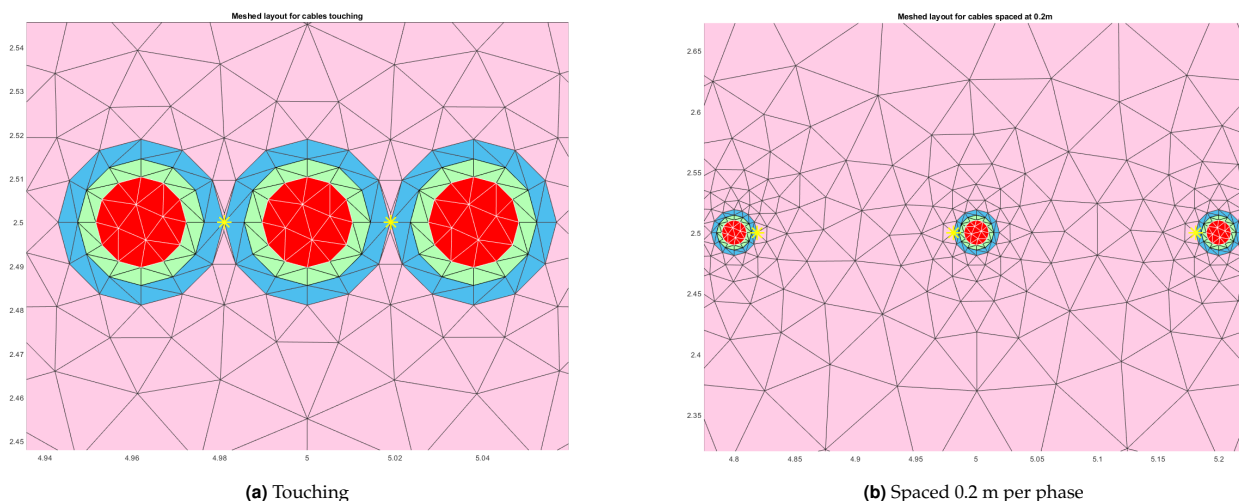 Meshed layout for cables touching
2.54
2.53
2.52
2.51
2.5
2.49
2.48
2.47
2.46
2.45
4.94 4.96 4.98 5 5.02 5.04
(a) Touching
Meshed layout for cables spaced at 0.2m
2.65
2.6
2.55
2.5
2.45
2.4
2.35
4.8 4.85 4.9 4.95 5 5.05 5.1 5.15 5.2
(b) Spaced 0.2 m per phase